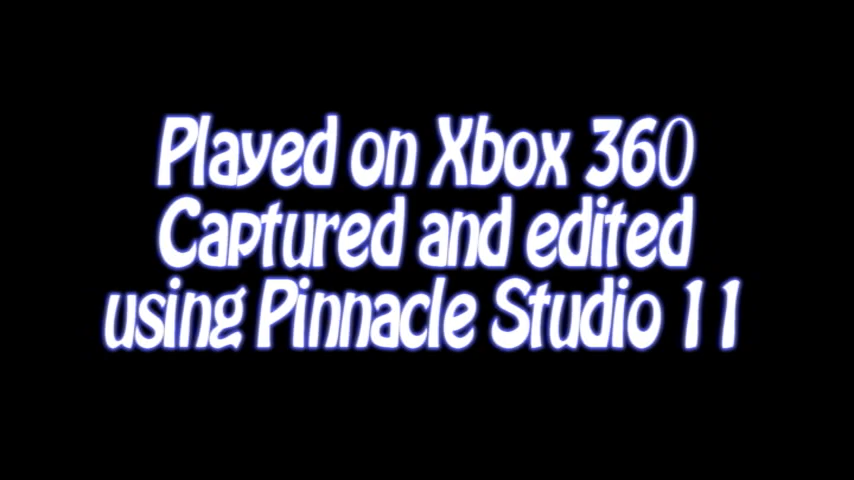 Played on Xbox 360
Captured and edited
using Pinnacle Studio 11